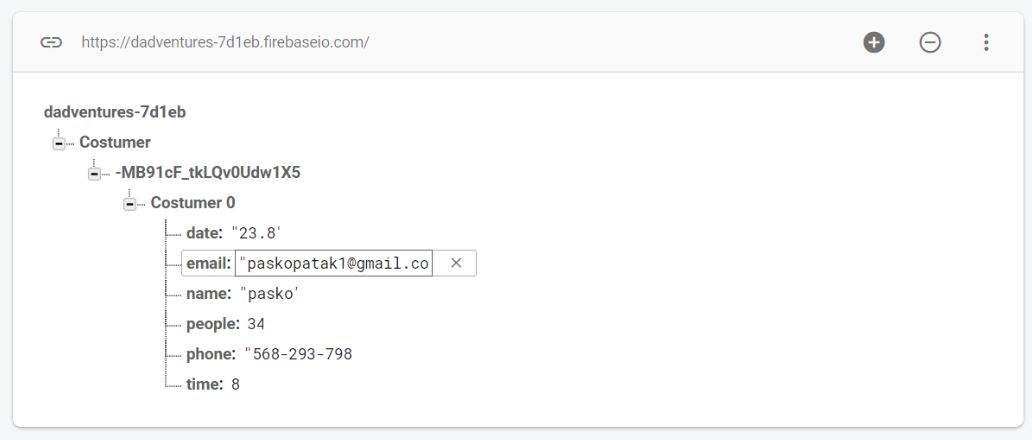 https://dadventures-7d1eb.firebaseio.com/
dadventures-7d1eb
Costumer
-MB91cF_tkLQv0Udw1X5
Costumer 0
date: "23.8'
email: "paskopatak1@gmail.co
name: "pasko'
people: 34
phone: "568-293-798
time: 8